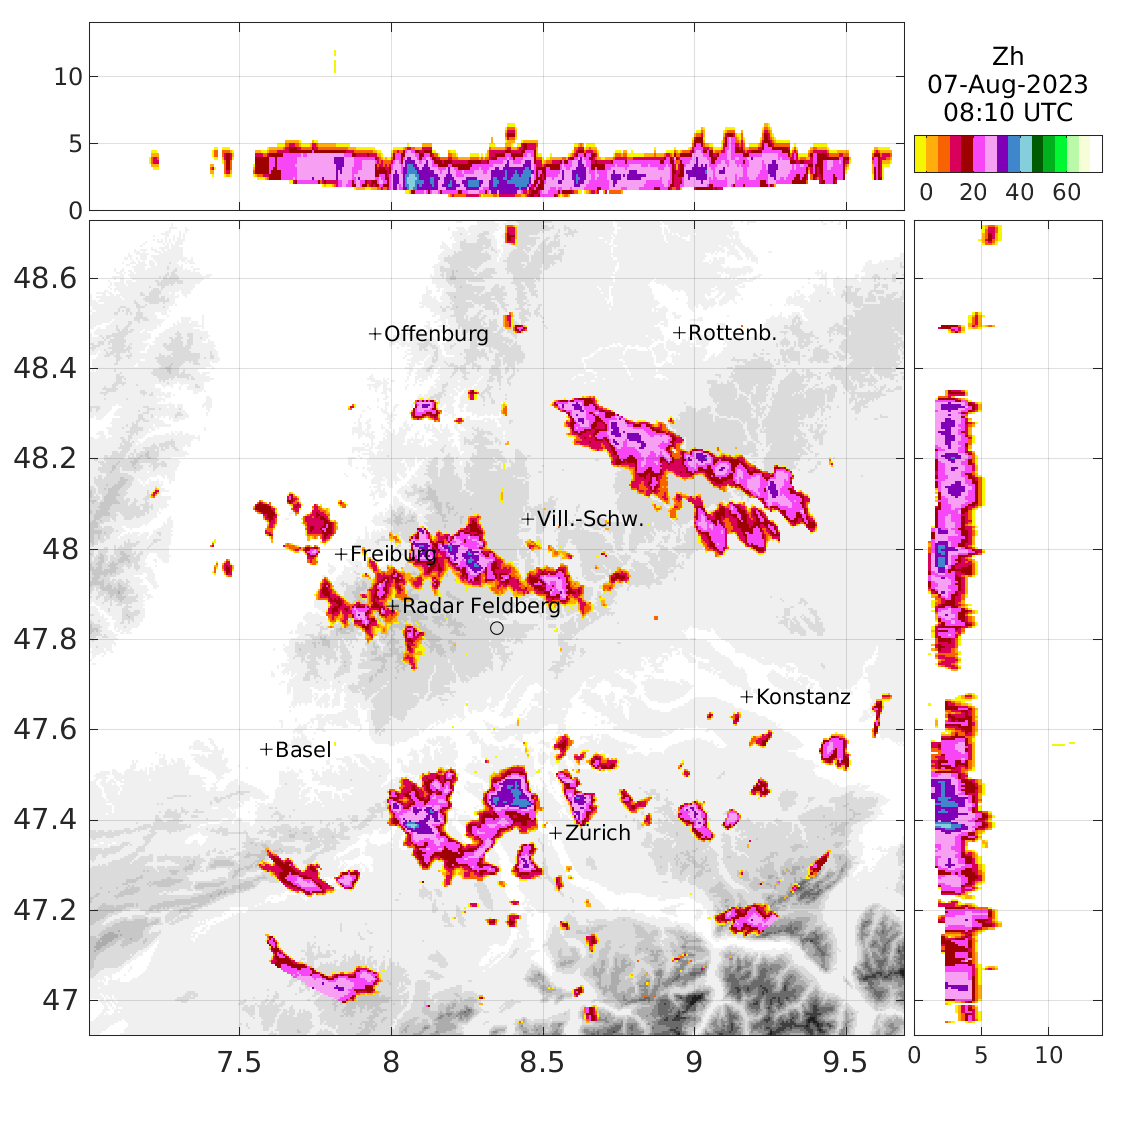 10
5
0
Zh
07-Aug-2023
08:10 UTC
0 20 40 60
48.6
48.4
48.2
48
47.8
47.6
47.4
47.2
47
+Offenburg
+Rottenb.
+Vill.-Schw.
+Freiburg
+Radar Feldberg
+Konstanz
+Basel
+Zürich
7.5 8 8.5 9 9.5
0 5 10